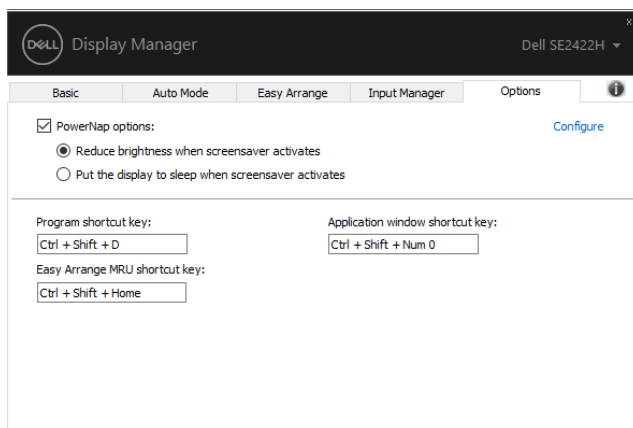 DELL Display Manager
Dell SE2422H
x
Basic
Auto Mode
Easy Arrange
Input Manager
Options
i
PowerNap options:
Configure
Reduce brightness when screensaver activates
Put the display to sleep when screensaver activates
Program shortcut key:
Application window shortcut key:
Ctrl + Shift + D
Ctrl + Shift + Num 0
Easy Arrange MRU shortcut key:
Ctrl + Shift + Home